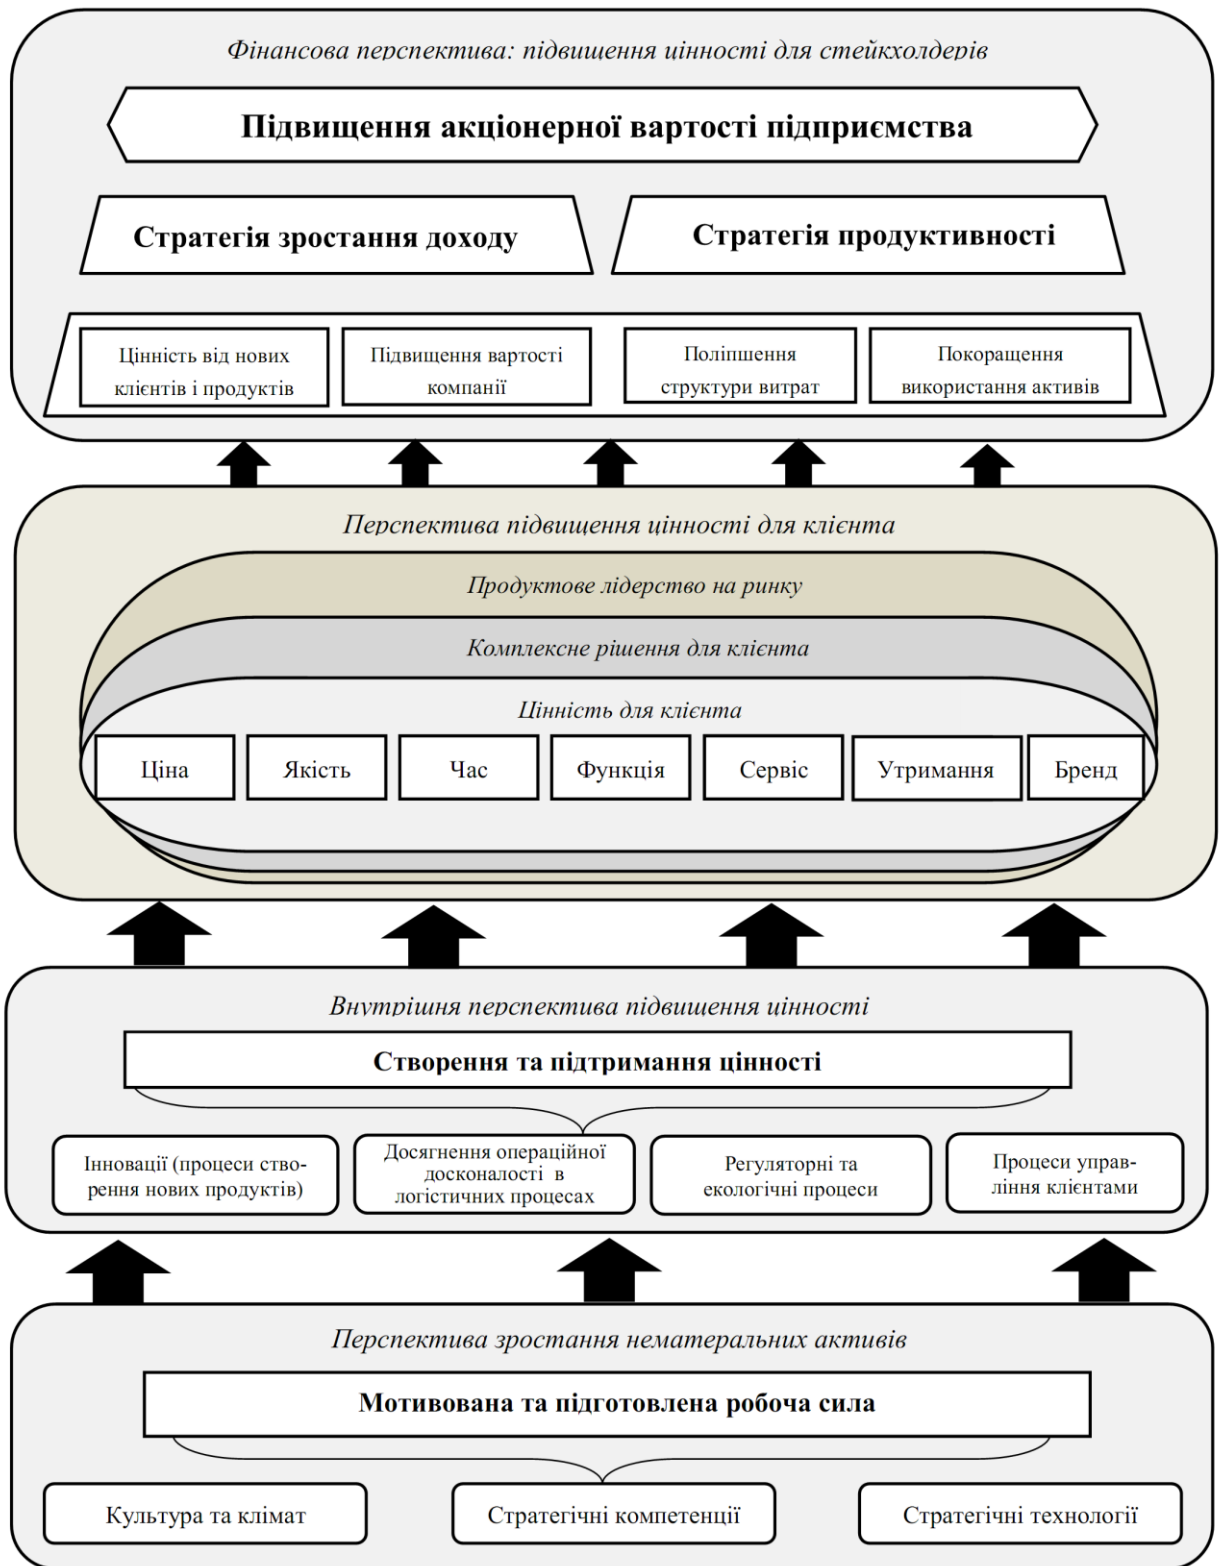 Фінансова перспектива: підвищення цінності для стейкхолдерів
Підвищення акціонерної вартості підприємства
Стратегія зростання доходу
Стратегія продуктивності
Цінність від нових
клієнтів і продуктів
Підвищення вартості
компанії
Поліпшення
структури витрат
Покоращення
використання активів
Перспектива підвищення цінності для клієнта
Продуктове лідерство на ринку
Комплексне рішення для клієнта
Цінність для клієнта
Ціна
Якість
Час
Функція
Сервіс
Утримання
Бренд
Внутрішня перспектива підвищення цінності
Створення та підтримання цінності
Інновації (процеси ство-
рення нових продуктів)
Досягнення операційної
досконалості в
логістичних процесах
Регуляторні та
екологічні процеси
Процеси управ-
ління клієнтами
Перспектива зростання нематеральних активів
Мотивована та підготовлена робоча сила
Культура та клімат
Стратегічні компетенції
Стратегічні технології